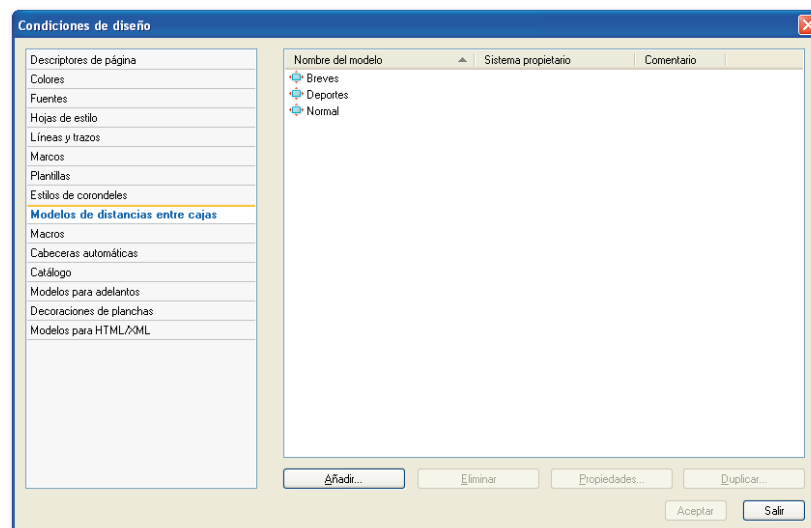 Condiciones de diseño
Descriptores de página
Colores
Fuentes
Hojas de estilo
Líneas y trazos
Marcos
Plantillas
Estilos de corondeles
Modelos de distancias entre cajas
Macros
Cabeceras automáticas
Catálogo
Modelos para adelantos
Decoraciones de planchas
Modelos para HTML/XML
Nombre del modelo Sistema propietario Comentario
Breves
Deportes
Normal
Añadir... Eliminar Propiedades... Duplicar...
Aceptar Salir